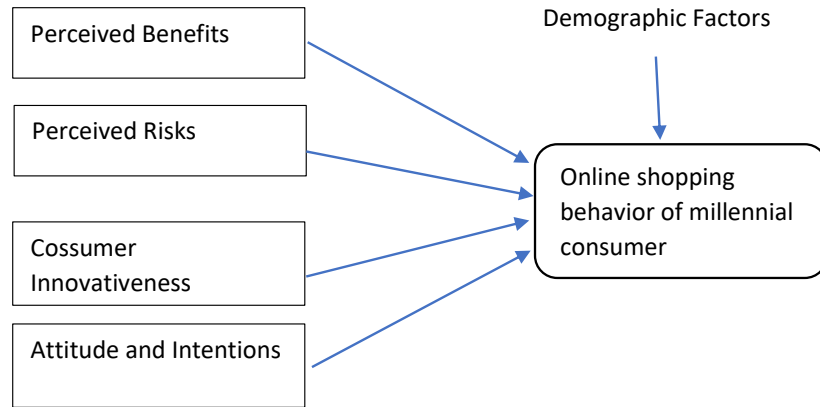 Perceived Benefits
Demographic Factors
Perceived Risks
Online shopping
behavior of millennial
consumer
Cossumer
Innovativeness
Attitude and Intentions